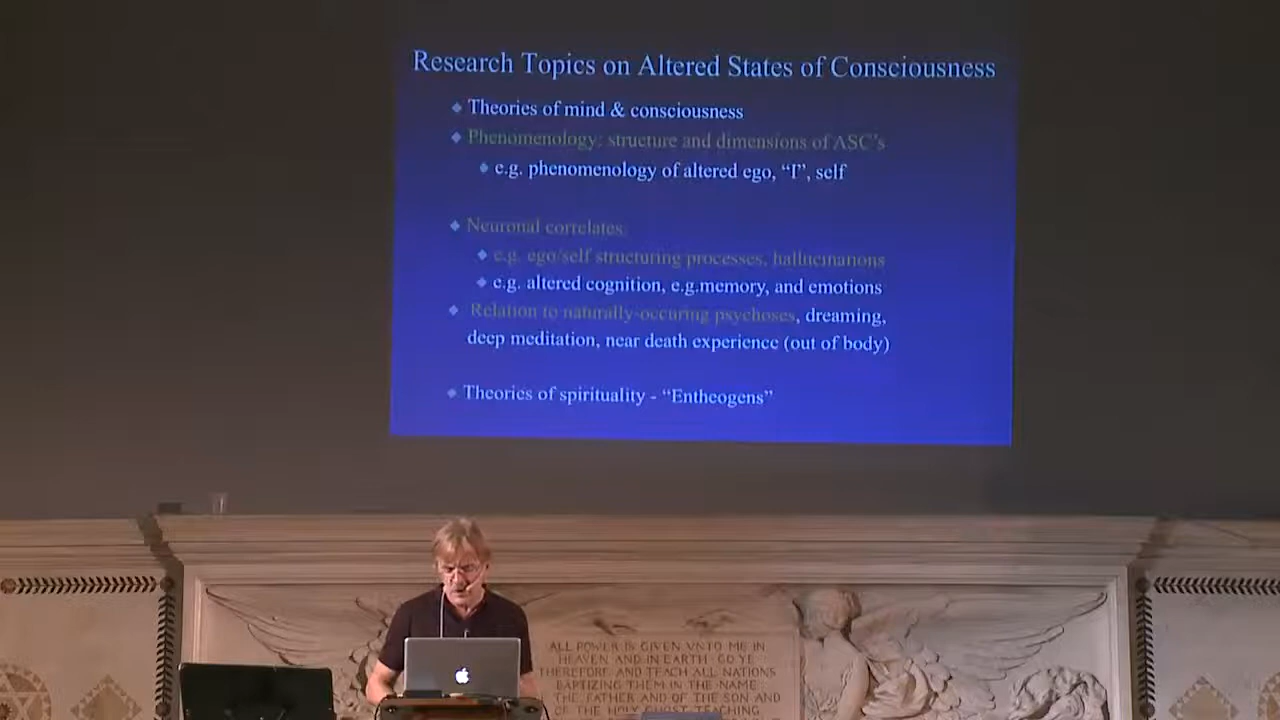 Research Topics on Altered States of Consciousness
Theories of mind & consciousness
Phenomenology: structure and dimensions of ASC's
e.g. phenomenology of altered ego, “I”, self
Neuronal correlates:
e.g. ego/self structuring processes, hallucinations
e.g. altered cognition, e.g.memory, and emotions
Relation to naturally-occuring psychoses, dreaming,
deep meditation, near death experience (out of body)
Theories of spirituality - “Entheogens”
ALL POWER IS GIVEN VNTO ME IN
HEAVEN AND IN EARTH · GO YE
THEREFORE AND TEACH ALL NATIONS
BAPTIZING THEM IN THE NAME
THE FATHER AND OF THE SON AND
OF THE HOLY GHOST TEACHING